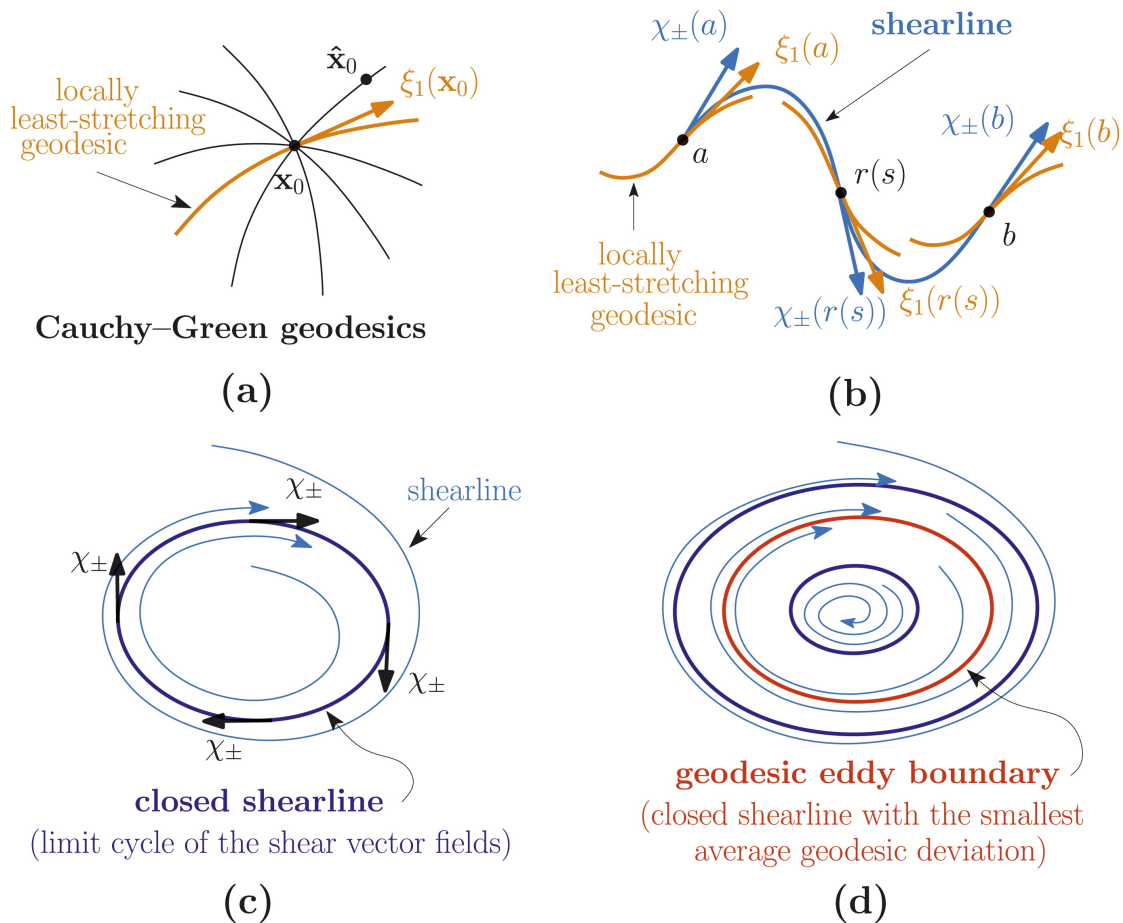 x̂₀
ξ₁(x₀)
locally
least-stretching
geodesic
x₀
Cauchy–Green geodesics
(a)
shearline
χ±(a)
ξ₁(a)
a
r(s)
χ±(b)
ξ₁(b)
b
locally
least-stretching
geodesic
χ±(r(s))
ξ₁(r(s))
(b)
χ±
shearline
χ±
χ±
χ±
closed shearline
(limit cycle of the shear vector fields)
(c)
geodesic eddy boundary
(closed shearline with the smallest
average geodesic deviation)
(d)